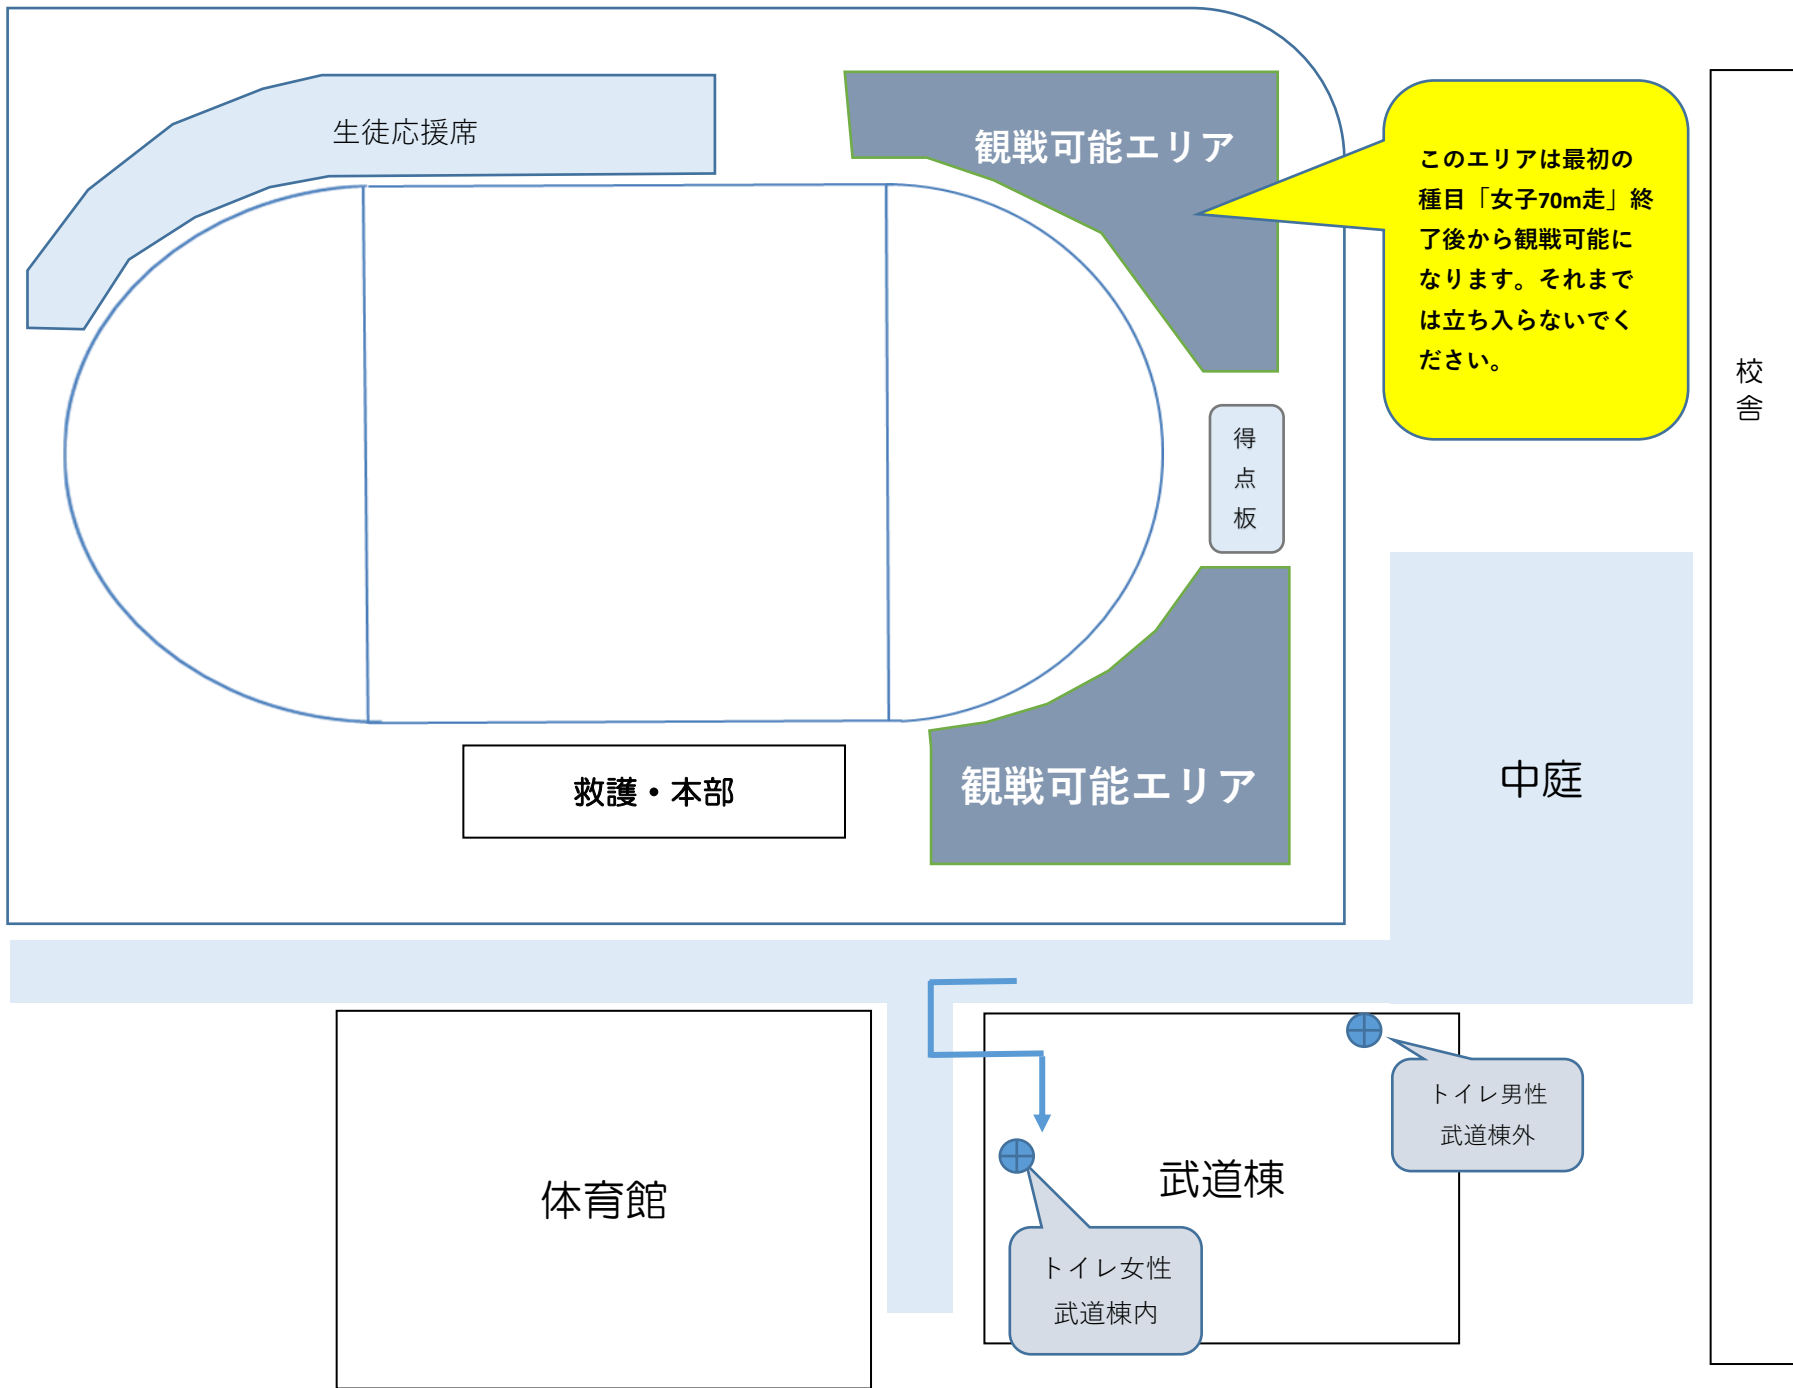 生徒応援席
観戦可能エリア
このエリアは最初の
種目「女子70m走」終
了後から観戦可能に
なります。それまで
は立ち入らないでく
ださい。
校舎
得点板
救護・本部
観戦可能エリア
中庭
トイレ男性
武道棟外
体育館
武道棟
トイレ女性
武道棟内